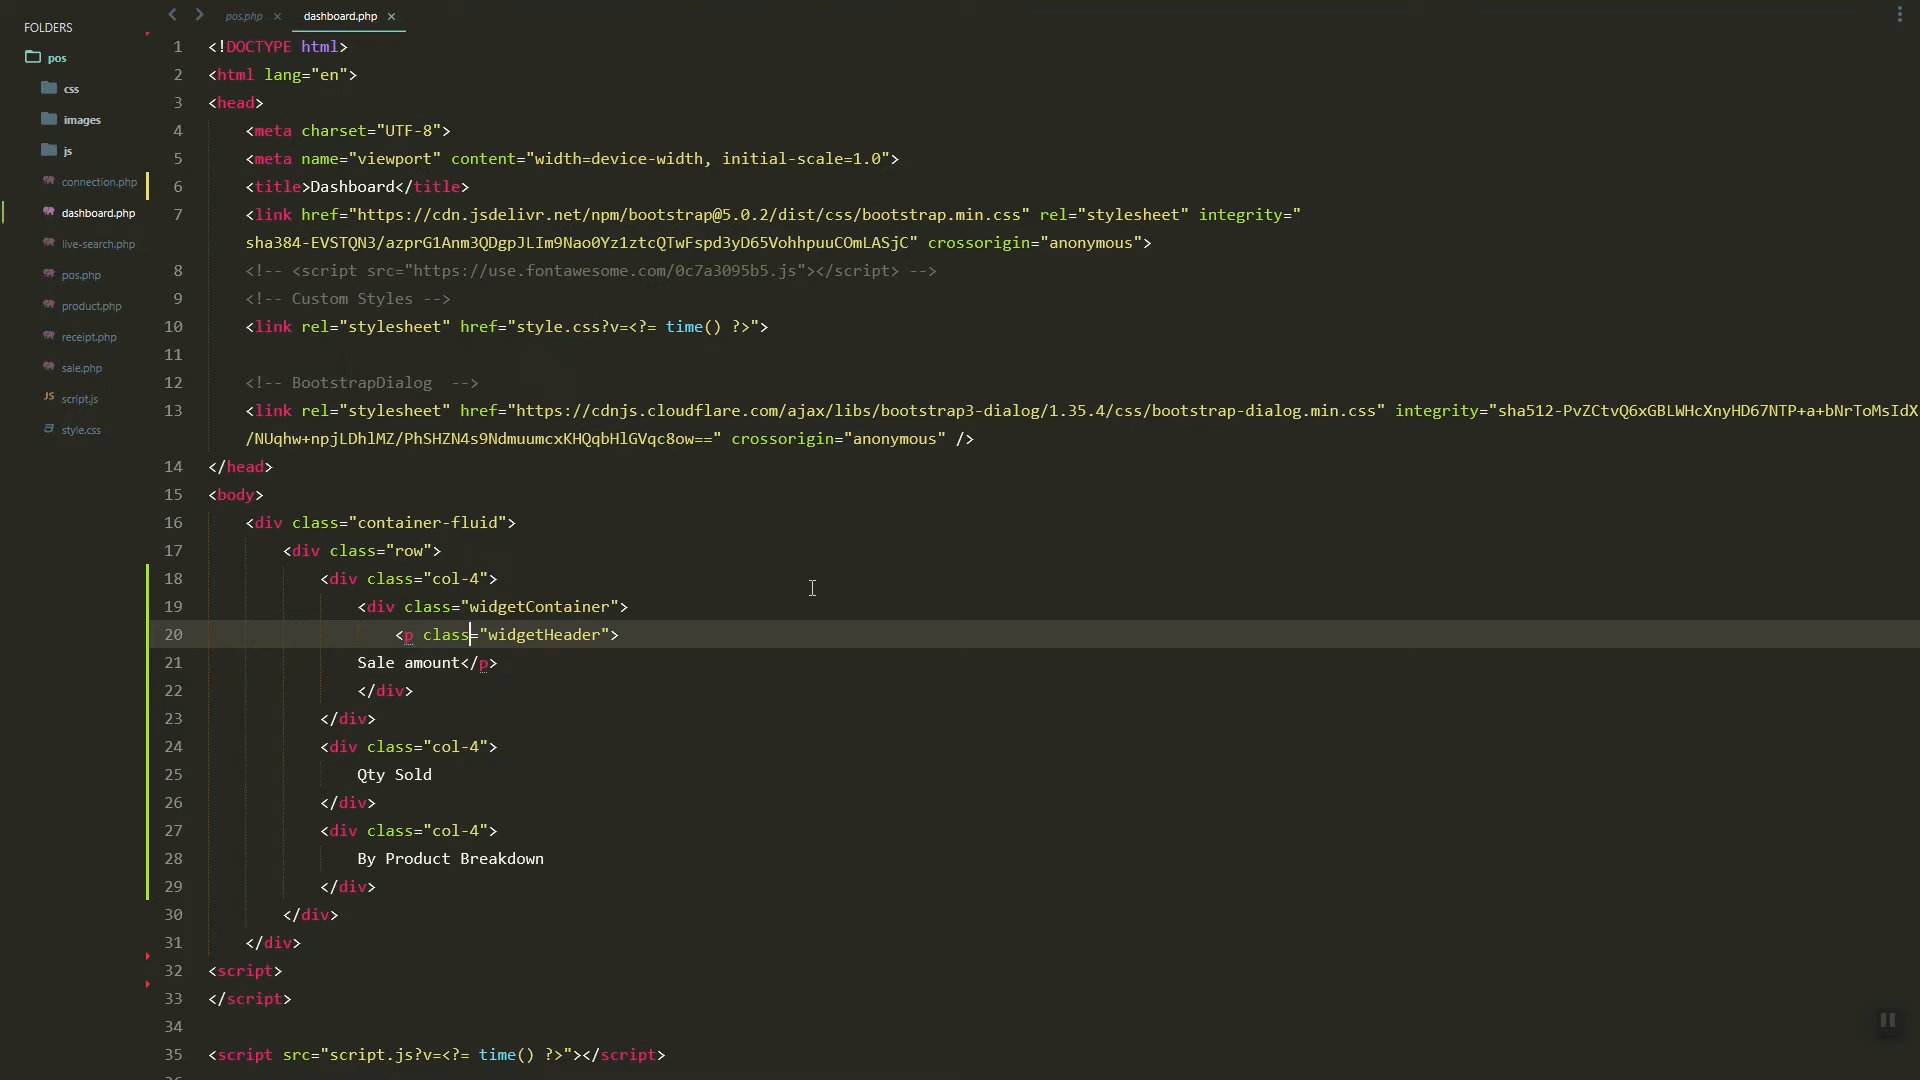 FOLDERS
pos
css
images
js
connection.php
dashboard.php
live-search.php
pos.php
product.php
receipt.php
sale.php
JS script.js
style.css
pos.php × dashboard.php ×
1 <!DOCTYPE html>
2 <html lang="en">
3 <head>
4 <meta charset="UTF-8">
5 <meta name="viewport" content="width=device-width, initial-scale=1.0">
6 <title>Dashboard</title>
7 <link href="https://cdn.jsdelivr.net/npm/bootstrap@5.0.2/dist/css/bootstrap.min.css" rel="stylesheet" integrity="
sha384-EVSTQN3/azprG1Anm3QDgpJLIm9Nao0Yz1ztcQTwFspd3yD65VohhpuuCOmLASjC" crossorigin="anonymous">
8 <!-- <script src="https://use.fontawesome.com/0c7a3095b5.js"></script> -->
9 <!-- Custom Styles -->
10 <link rel="stylesheet" href="style.css?v=<?= time() ?>">
11
12 <!-- BootstrapDialog -->
13 <link rel="stylesheet" href="https://cdnjs.cloudflare.com/ajax/libs/bootstrap3-dialog/1.35.4/css/bootstrap-dialog.min.css" integrity="sha512-PvZCtvQ6xGBLWHcXnyHD67NTP+a+bNrToMsIdX
/NUqhw+npjLDhlMZ/PhSHZN4s9NdmuumcxKHQqbHlGVqc8ow==" crossorigin="anonymous" />
14 </head>
15 <body>
16 <div class="container-fluid">
17 <div class="row">
18 <div class="col-4">
19 <div class="widgetContainer">
20 <p class="widgetHeader">
21 Sale amount</p>
22 </div>
23 </div>
24 <div class="col-4">
25 Qty Sold
26 </div>
27 <div class="col-4">
28 By Product Breakdown
29 </div>
30 </div>
31 </div>
32 <script>
33 </script>
34
35 <script src="script.js?v=<?= time() ?>"></script>